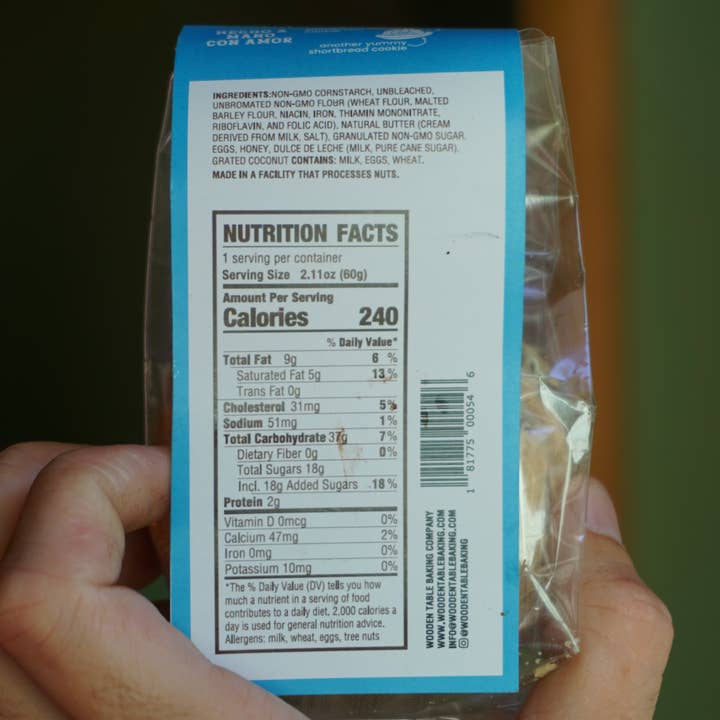 HECHO A
MANO
CON AMOR
another yummy
shortbread cookie
INGREDIENTS:NON-GMO CORNSTARCH, UNBLEACHED,
UNBROMATED NON-GMO FLOUR (WHEAT FLOUR, MALTED
BARLEY FLOUR, NIACIN, IRON, THIAMIN MONONITRATE,
RIBOFLAVIN, AND FOLIC ACID), NATURAL BUTTER (CREAM
DERIVED FROM MILK, SALT), GRANULATED NON-GMO SUGAR,
EGGS, HONEY, DULCE DE LECHE (MILK, PURE CANE SUGAR),
GRATED COCONUT CONTAINS: MILK, EGGS, WHEAT.
MADE IN A FACILITY THAT PROCESSES NUTS.
NUTRITION FACTS
1 serving per container
Serving Size 2.11oz (60g)
Amount Per Serving
Calories 240
% Daily Value*
Total Fat 9g 6 %
Saturated Fat 5g 13%
Trans Fat 0g
Cholesterol 31mg 5%
Sodium 51mg 1%
Total Carbohydrate 37g 7%
Dietary Fiber 0g 0%
Total Sugars 18g
Incl. 18g Added Sugars 18%
Protein 2g
Vitamin D 0mcg 0%
Calcium 47mg 2%
Iron 0mg 0%
Potassium 10mg 0%
*The % Daily Value (DV) tells you how
much a nutrient in a serving of food
contributes to a daily diet. 2,000 calories a
day is used for general nutrition advice.
Allergens: milk, wheat, eggs, tree nuts
1 81775 00054 6
WOODEN TABLE BAKING COMPANY
WWW.WOODENTABLEBAKING.COM
INFO@WOODENTABLEBAKING.COM
@WOODENTABLEBAKING